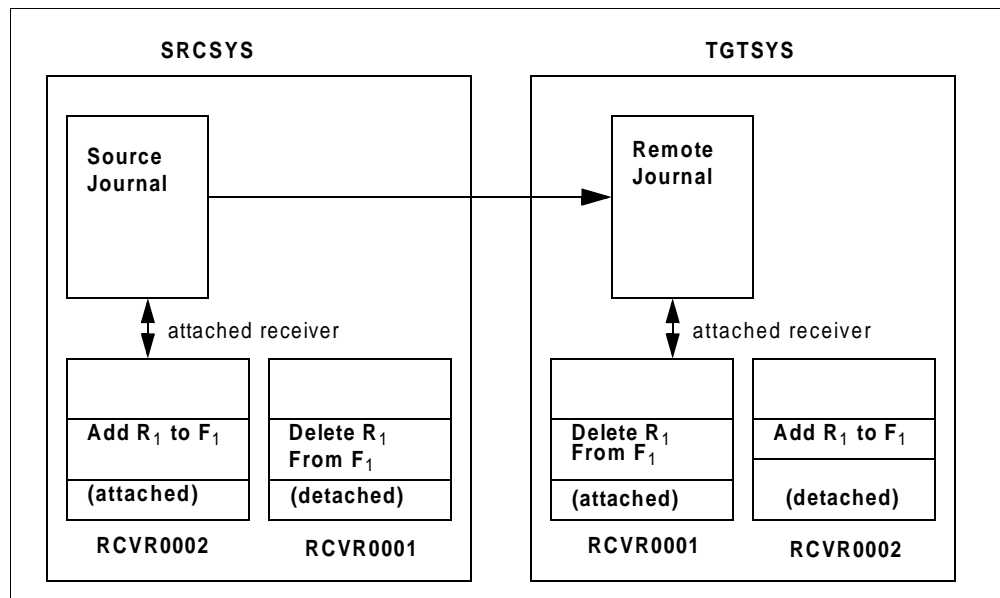 SRCSYS
TGTSYS
Source
Journal
Remote
Journal
attached receiver
attached receiver
Add R₁ to F₁
(attached)
RCVR0002
Delete R₁
From F₁
(detached)
RCVR0001
Delete R₁
From F₁
(attached)
RCVR0001
Add R₁ to F₁
(detached)
RCVR0002